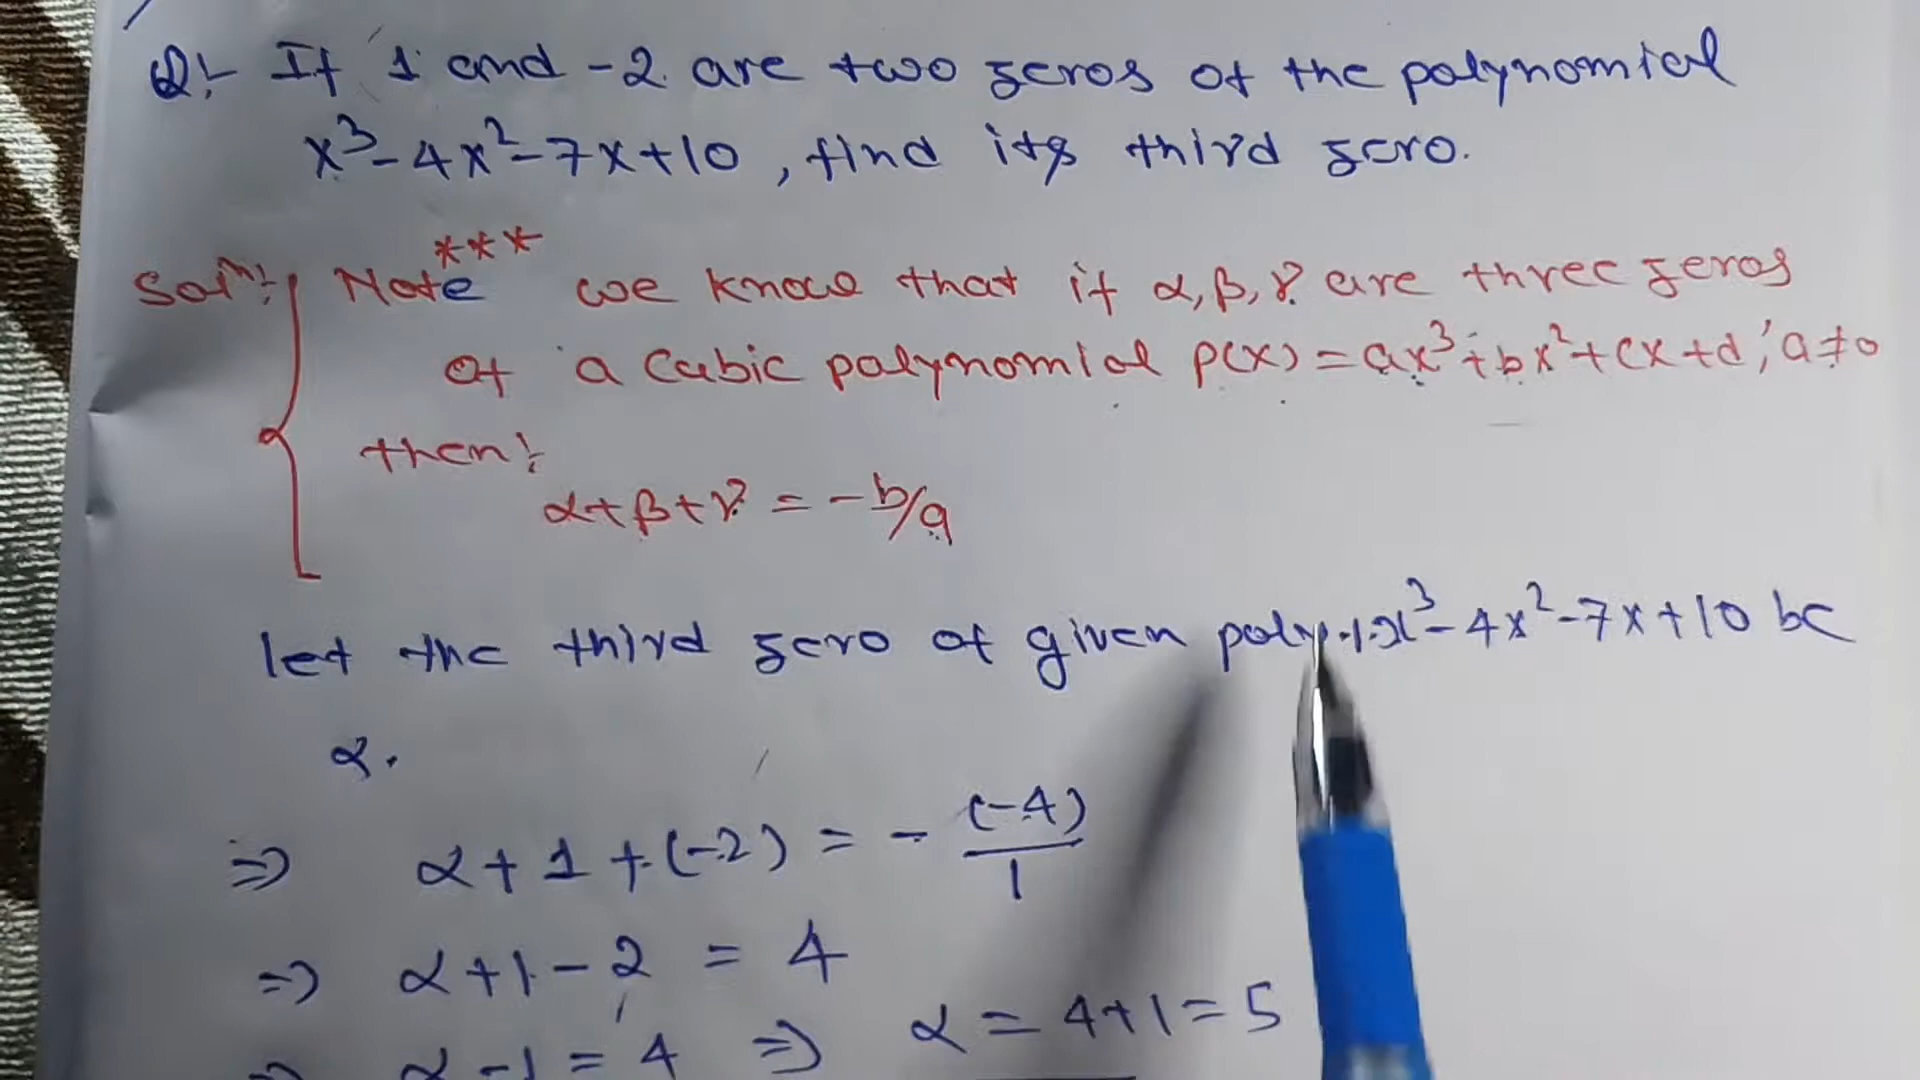 Q:- If 1 and -2 are two zeros of the polynomial
x³-4x²-7x+10, find its third zero.
***
Solⁿ:- Note we know that if α, β, γ are three zeros
of a cubic polynomial p(x) = ax³+bx²+cx+d, a≠0
then:
α+β+γ = -b/a
let the third zero of given poly. 1.x³-4x²-7x+10 be
α.
=> α+1+(-2) = - (-4)/1
=> α+1-2 = 4
=> α-1 = 4 => α = 4+1 = 5